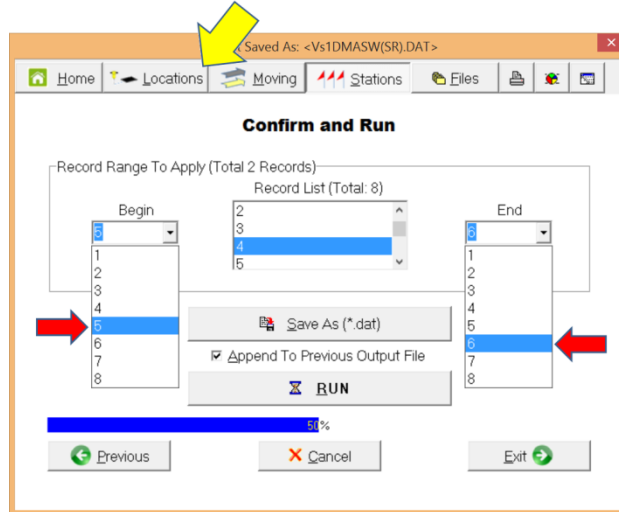 Saved As: <Vs1DMASW(SR).DAT>
Home Locations Moving Stations Files
Confirm and Run
Record Range To Apply (Total 2 Records)
Record List (Total: 8)
Begin
End
5
2
3
4
5
6
1
2
3
4
5
6
7
8
1
2
3
4
5
6
7
8
Save As (*.dat)
Append To Previous Output File
RUN
50%
Previous Cancel Exit